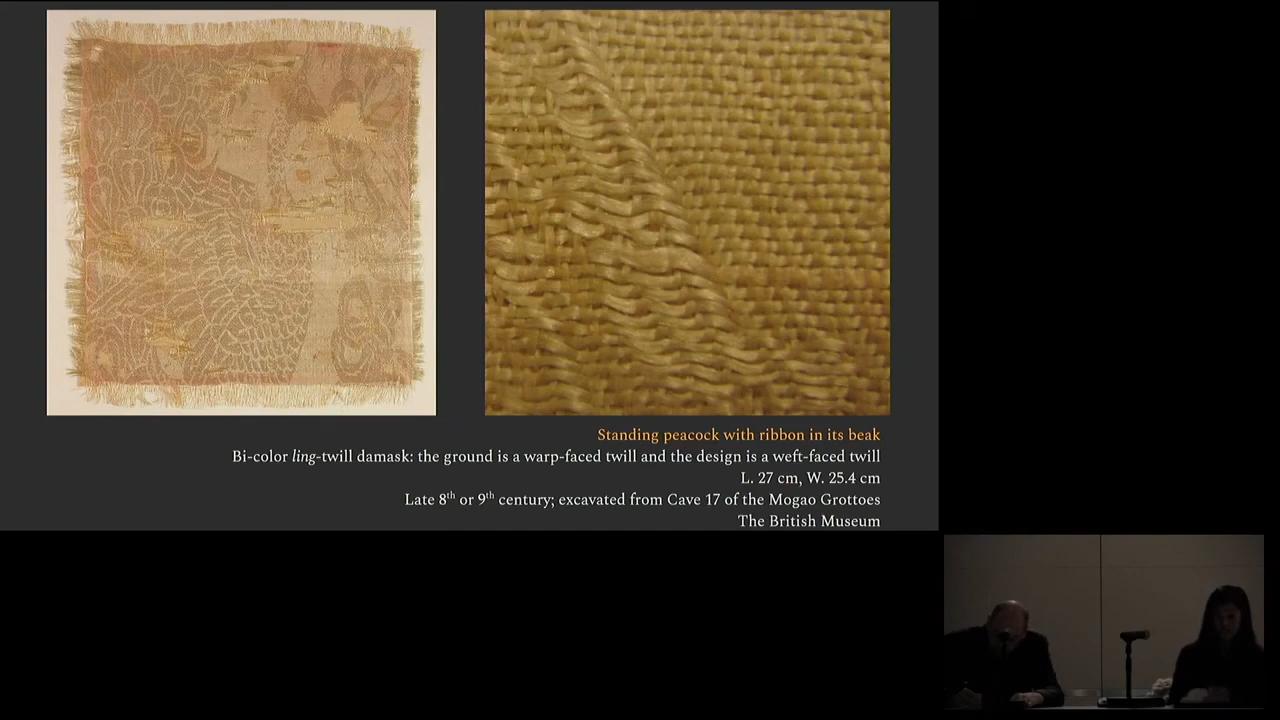 Standing peacock with ribbon in its beak
Bi-color ling-twill damask: the ground is a warp-faced twill and the design is a weft-faced twill
L. 27 cm, W. 25.4 cm
Late 8th or 9th century; excavated from Cave 17 of the Mogao Grottoes
The British Museum